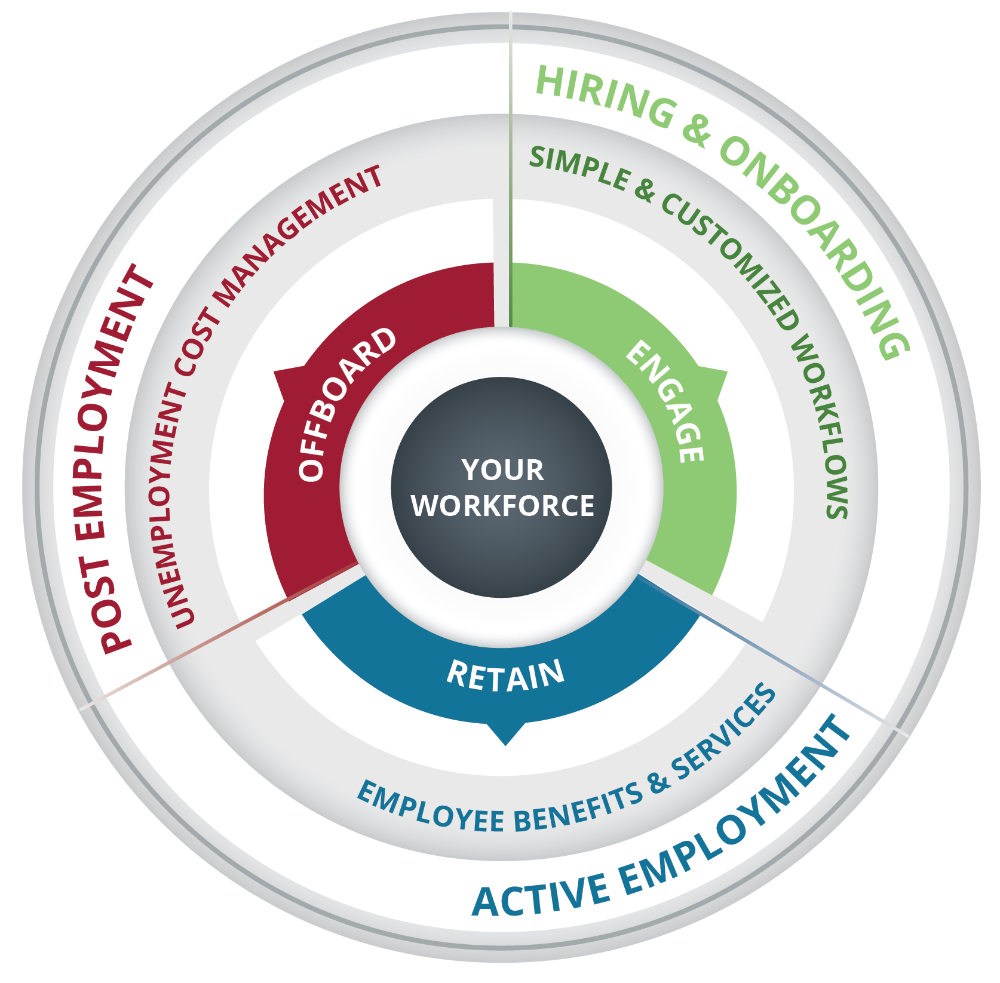 HIRING & ONBOARDING
SIMPLE & CUSTOMIZED WORKFLOWS
ENGAGE
POST EMPLOYMENT
UNEMPLOYMENT COST MANAGEMENT
OFFBOARD
YOUR
WORKFORCE
RETAIN
EMPLOYEE BENEFITS & SERVICES
ACTIVE EMPLOYMENT